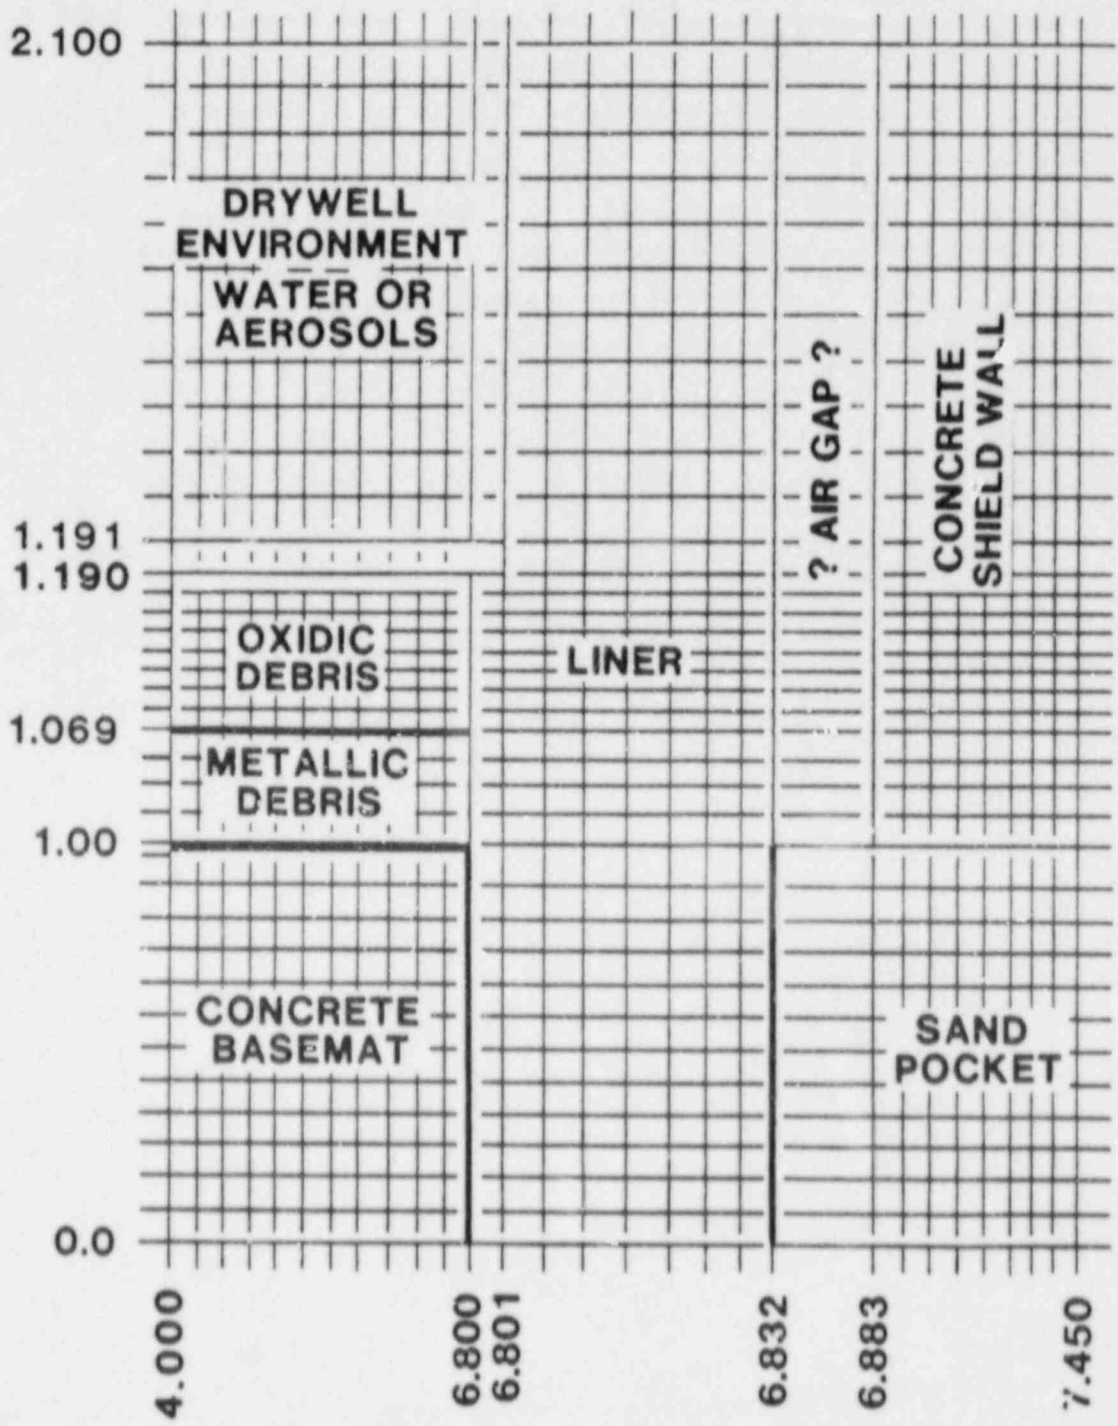 2.100
DRYWELL
ENVIRONMENT
WATER OR
AEROSOLS
? AIR GAP ?
CONCRETE
SHIELD WALL
1.191
1.190
OXIDIC
DEBRIS
LINER
1.069
METALLIC
DEBRIS
1.00
CONCRETE
BASEMAT
SAND
POCKET
0.0
4.000
6.800
6.801
6.832
6.883
7.450